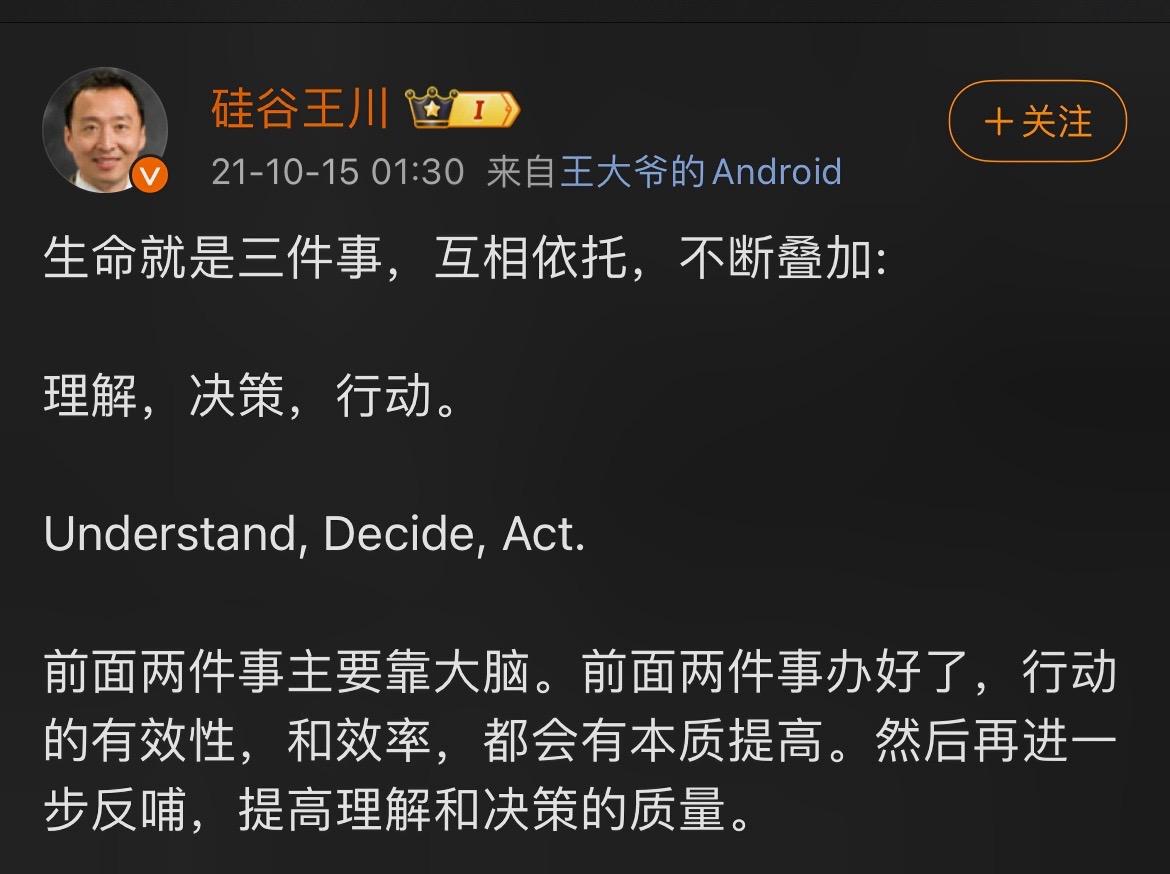 硅谷王川 I
+关注
21-10-15 01:30 来自王大爷的Android
生命就是三件事，互相依托，不断叠加:
理解，决策，行动。
Understand, Decide, Act.
前面两件事主要靠大脑。前面两件事办好了，行动
的有效性，和效率，都会有本质提高。然后再进一
步反哺，提高理解和决策的质量。